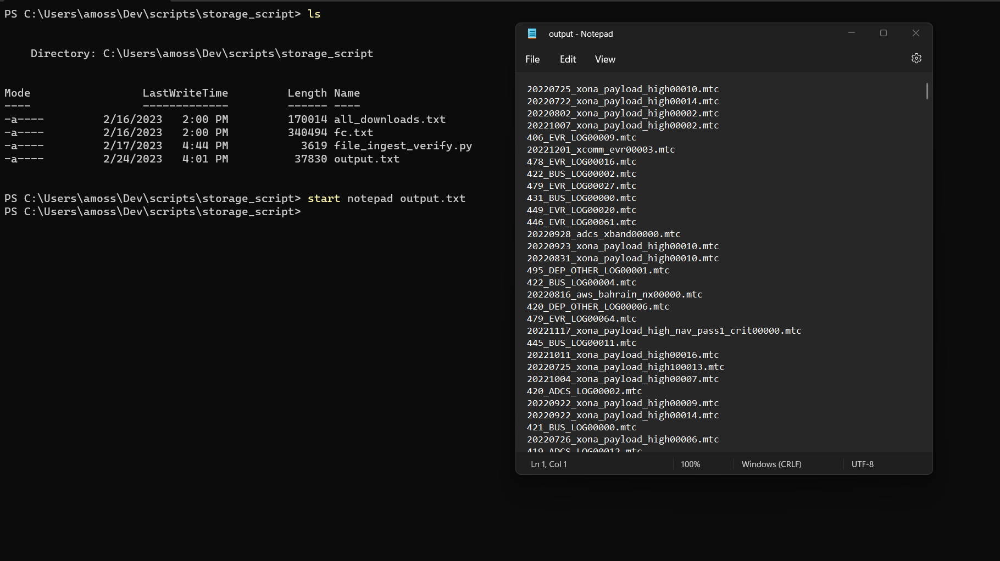 PS C:\Users\amoss\Dev\scripts\storage_script> ls
Directory: C:\Users\amoss\Dev\scripts\storage_script
Mode LastWriteTime Length Name
---- ------------- ------ ----
-a---- 2/16/2023 2:00 PM 170014 all_downloads.txt
-a---- 2/16/2023 2:00 PM 340494 fc.txt
-a---- 2/17/2023 4:44 PM 3619 file_ingest_verify.py
-a---- 2/24/2023 4:01 PM 37830 output.txt
PS C:\Users\amoss\Dev\scripts\storage_script> start notepad output.txt
PS C:\Users\amoss\Dev\scripts\storage_script>
output - Notepad
File Edit View
20220725_xona_payload_high00010.mtc
20220722_xona_payload_high00014.mtc
20220802_xona_payload_high00002.mtc
20221007_xona_payload_high00002.mtc
406_EVR_LOG00009.mtc
20221201_xcomm_evr00003.mtc
478_EVR_LOG00016.mtc
422_BUS_LOG00002.mtc
479_EVR_LOG00027.mtc
431_BUS_LOG00000.mtc
449_EVR_LOG00020.mtc
446_EVR_LOG00061.mtc
20220928_adcs_xband00000.mtc
20220923_xona_payload_high00010.mtc
20220831_xona_payload_high00010.mtc
495_DEP_OTHER_LOG00001.mtc
422_BUS_LOG00004.mtc
20220816_aws_bahrain_nx00000.mtc
420_DEP_OTHER_LOG00006.mtc
479_EVR_LOG00064.mtc
20221117_xona_payload_high_nav_pass1_crit00000.mtc
445_BUS_LOG00011.mtc
20221011_xona_payload_high00016.mtc
20220725_xona_payload_high100013.mtc
20221004_xona_payload_high00007.mtc
420_ADCS_LOG00002.mtc
20220922_xona_payload_high00009.mtc
20220922_xona_payload_high00014.mtc
421_BUS_LOG00000.mtc
20220726_xona_payload_high00006.mtc
419_ADCS_LOG00012.mtc
Ln 1, Col 1 100% Windows (CRLF) UTF-8